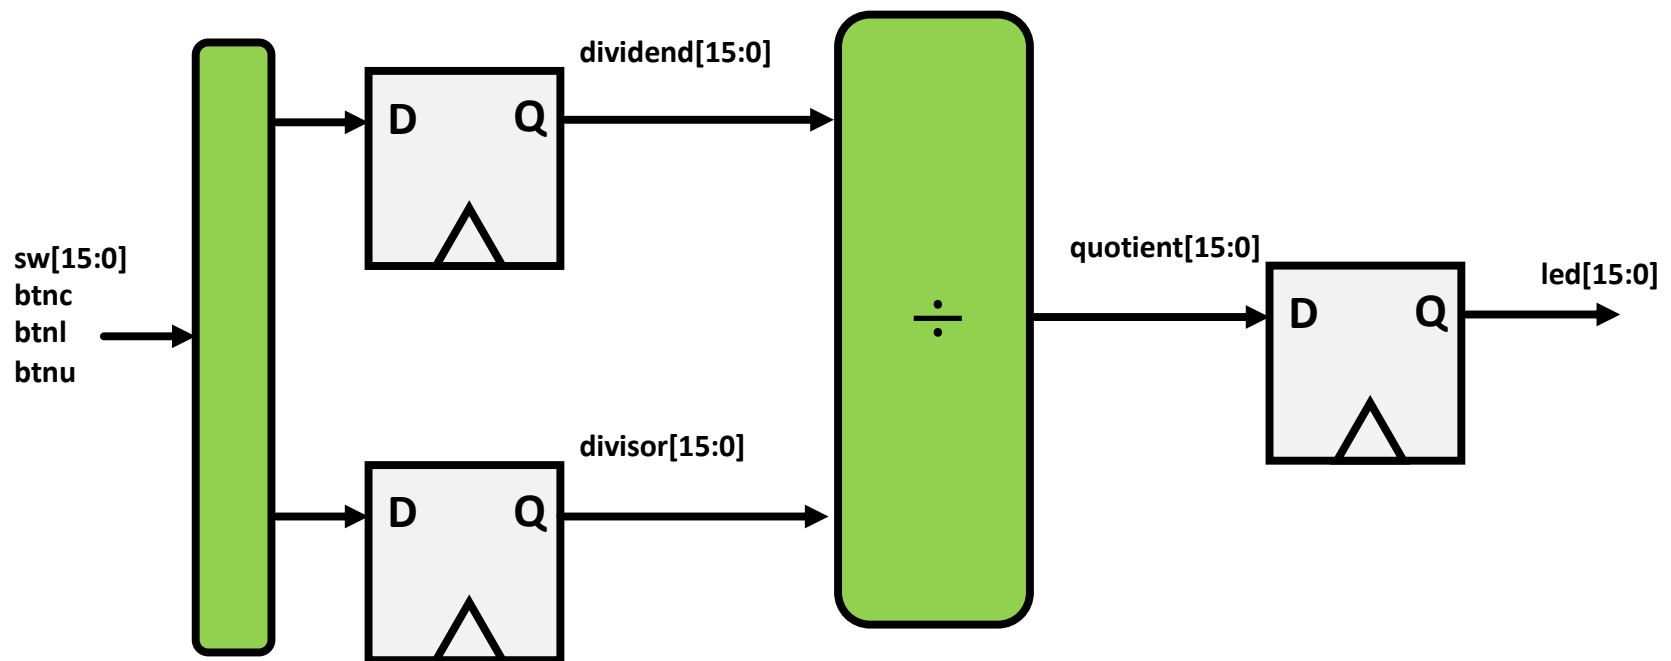 dividend[15:0]
D Q
sw[15:0]
btnc
btnl
btnu
÷
quotient[15:0]
D Q
led[15:0]
divisor[15:0]
D Q